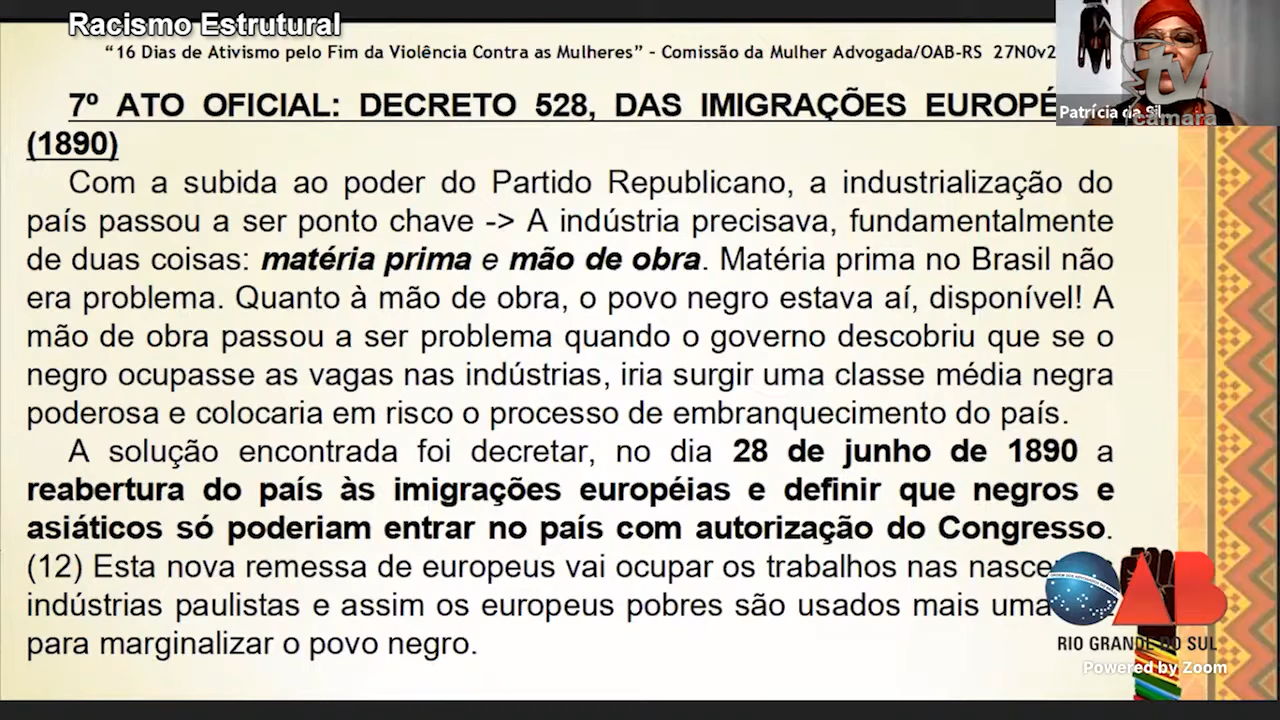 Racismo Estrutural
“16 Dias de Ativismo pelo Fim da Violência Contra as Mulheres” – Comissão da Mulher Advogada/OAB-RS 27N0v2
7º ATO OFICIAL: DECRETO 528, DAS IMIGRAÇÕES
(1890)
Com a subida ao poder do Partido Republicano, a industrialização do
país passou a ser ponto chave -> A indústria precisava, fundamentalmente
de duas coisas: matéria prima e mão de obra. Matéria prima no Brasil não
era problema. Quanto à mão de obra, o povo negro estava aí, disponível! A
mão de obra passou a ser problema quando o governo descobriu que se o
negro ocupasse as vagas nas indústrias, iria surgir uma classe média negra
poderosa e colocaria em risco o processo de embranquecimento do país.
A solução encontrada foi decretar, no dia 28 de junho de 1890 a
reabertura do país às imigrações européias e definir que negros e
asiáticos só poderiam entrar no país com autorização do Congresso.
(12) Esta nova remessa de europeus vai ocupar os trabalhos nas
indústrias paulistas e assim os europeus pobres são usados mais uma
para marginalizar o povo negro.
tv câmara
Patrícia da Sil
OAB
RIO GRANDE DO SUL
Powered by Zoom